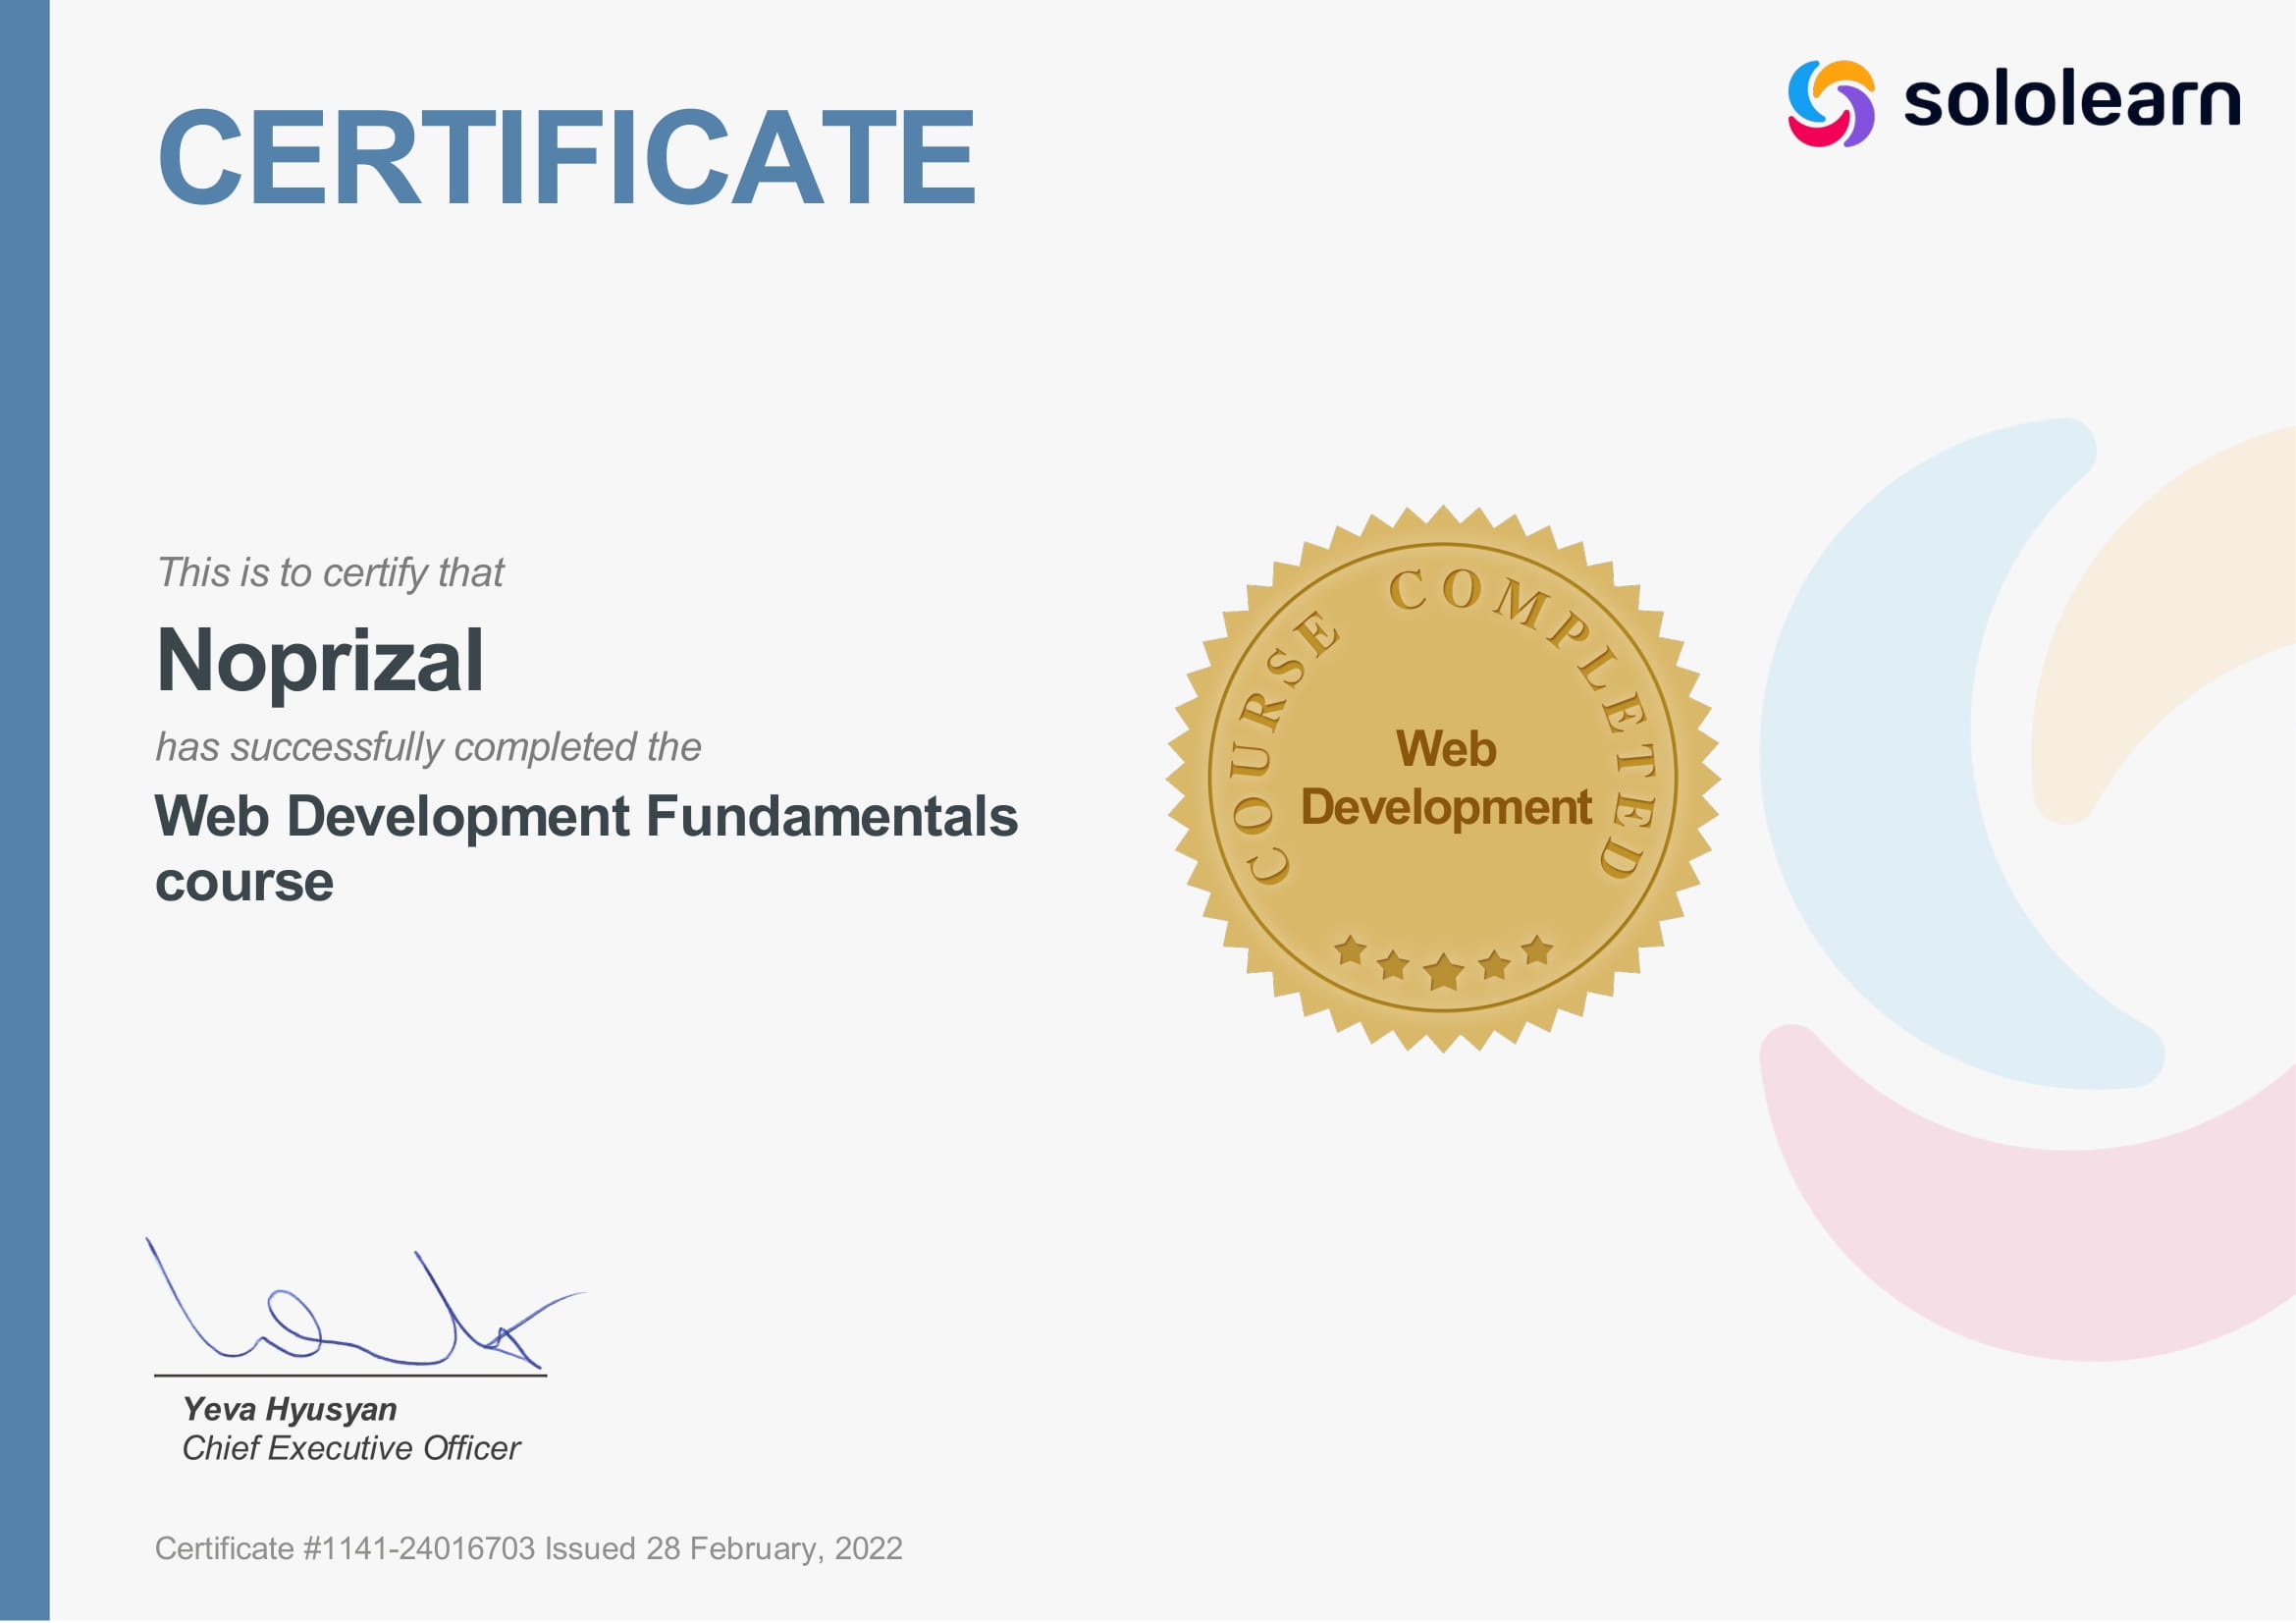 CERTIFICATE
sololearn
This is to certify that
Noprizal
has successfully completed the
Web Development Fundamentals
course
COURSE COMPLETED
Web
Development
Yeva Hyusyan
Chief Executive Officer
Certificate #1141-24016703 Issued 28 February, 2022